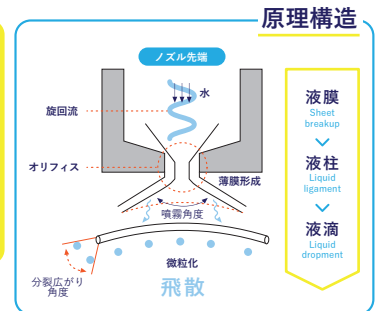 原理構造
ノズル先端
水
旋回流
オリフィス
薄膜形成
噴霧角度
微粒化
分裂広がり
角度
飛散
液膜
Sheet
breakup
液柱
Liquid
ligament
液滴
Liquid
dropment